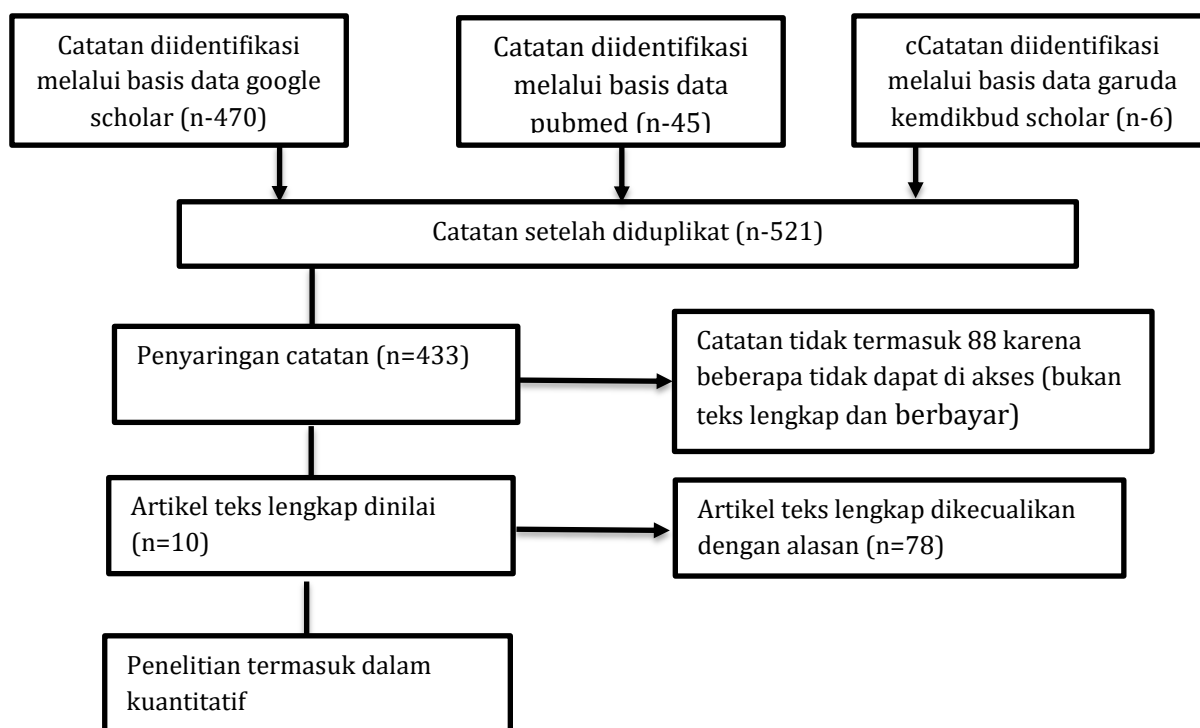 Catatan diidentifikasi
melalui basis data google
scholar (n-470)
Catatan diidentifikasi
melalui basis data
pubmed (n-45)
cCatatan diidentifikasi
melalui basis data garuda
kemdikbud scholar (n-6)
Catatan setelah diduplikat (n-521)
Penyaringan catatan (n=433)
Catatan tidak termasuk 88 karena
beberapa tidak dapat di akses (bukan
teks lengkap dan berbayar)
Artikel teks lengkap dinilai
(n=10)
Artikel teks lengkap dikecualikan
dengan alasan (n=78)
Penelitian termasuk dalam
kuantitatif